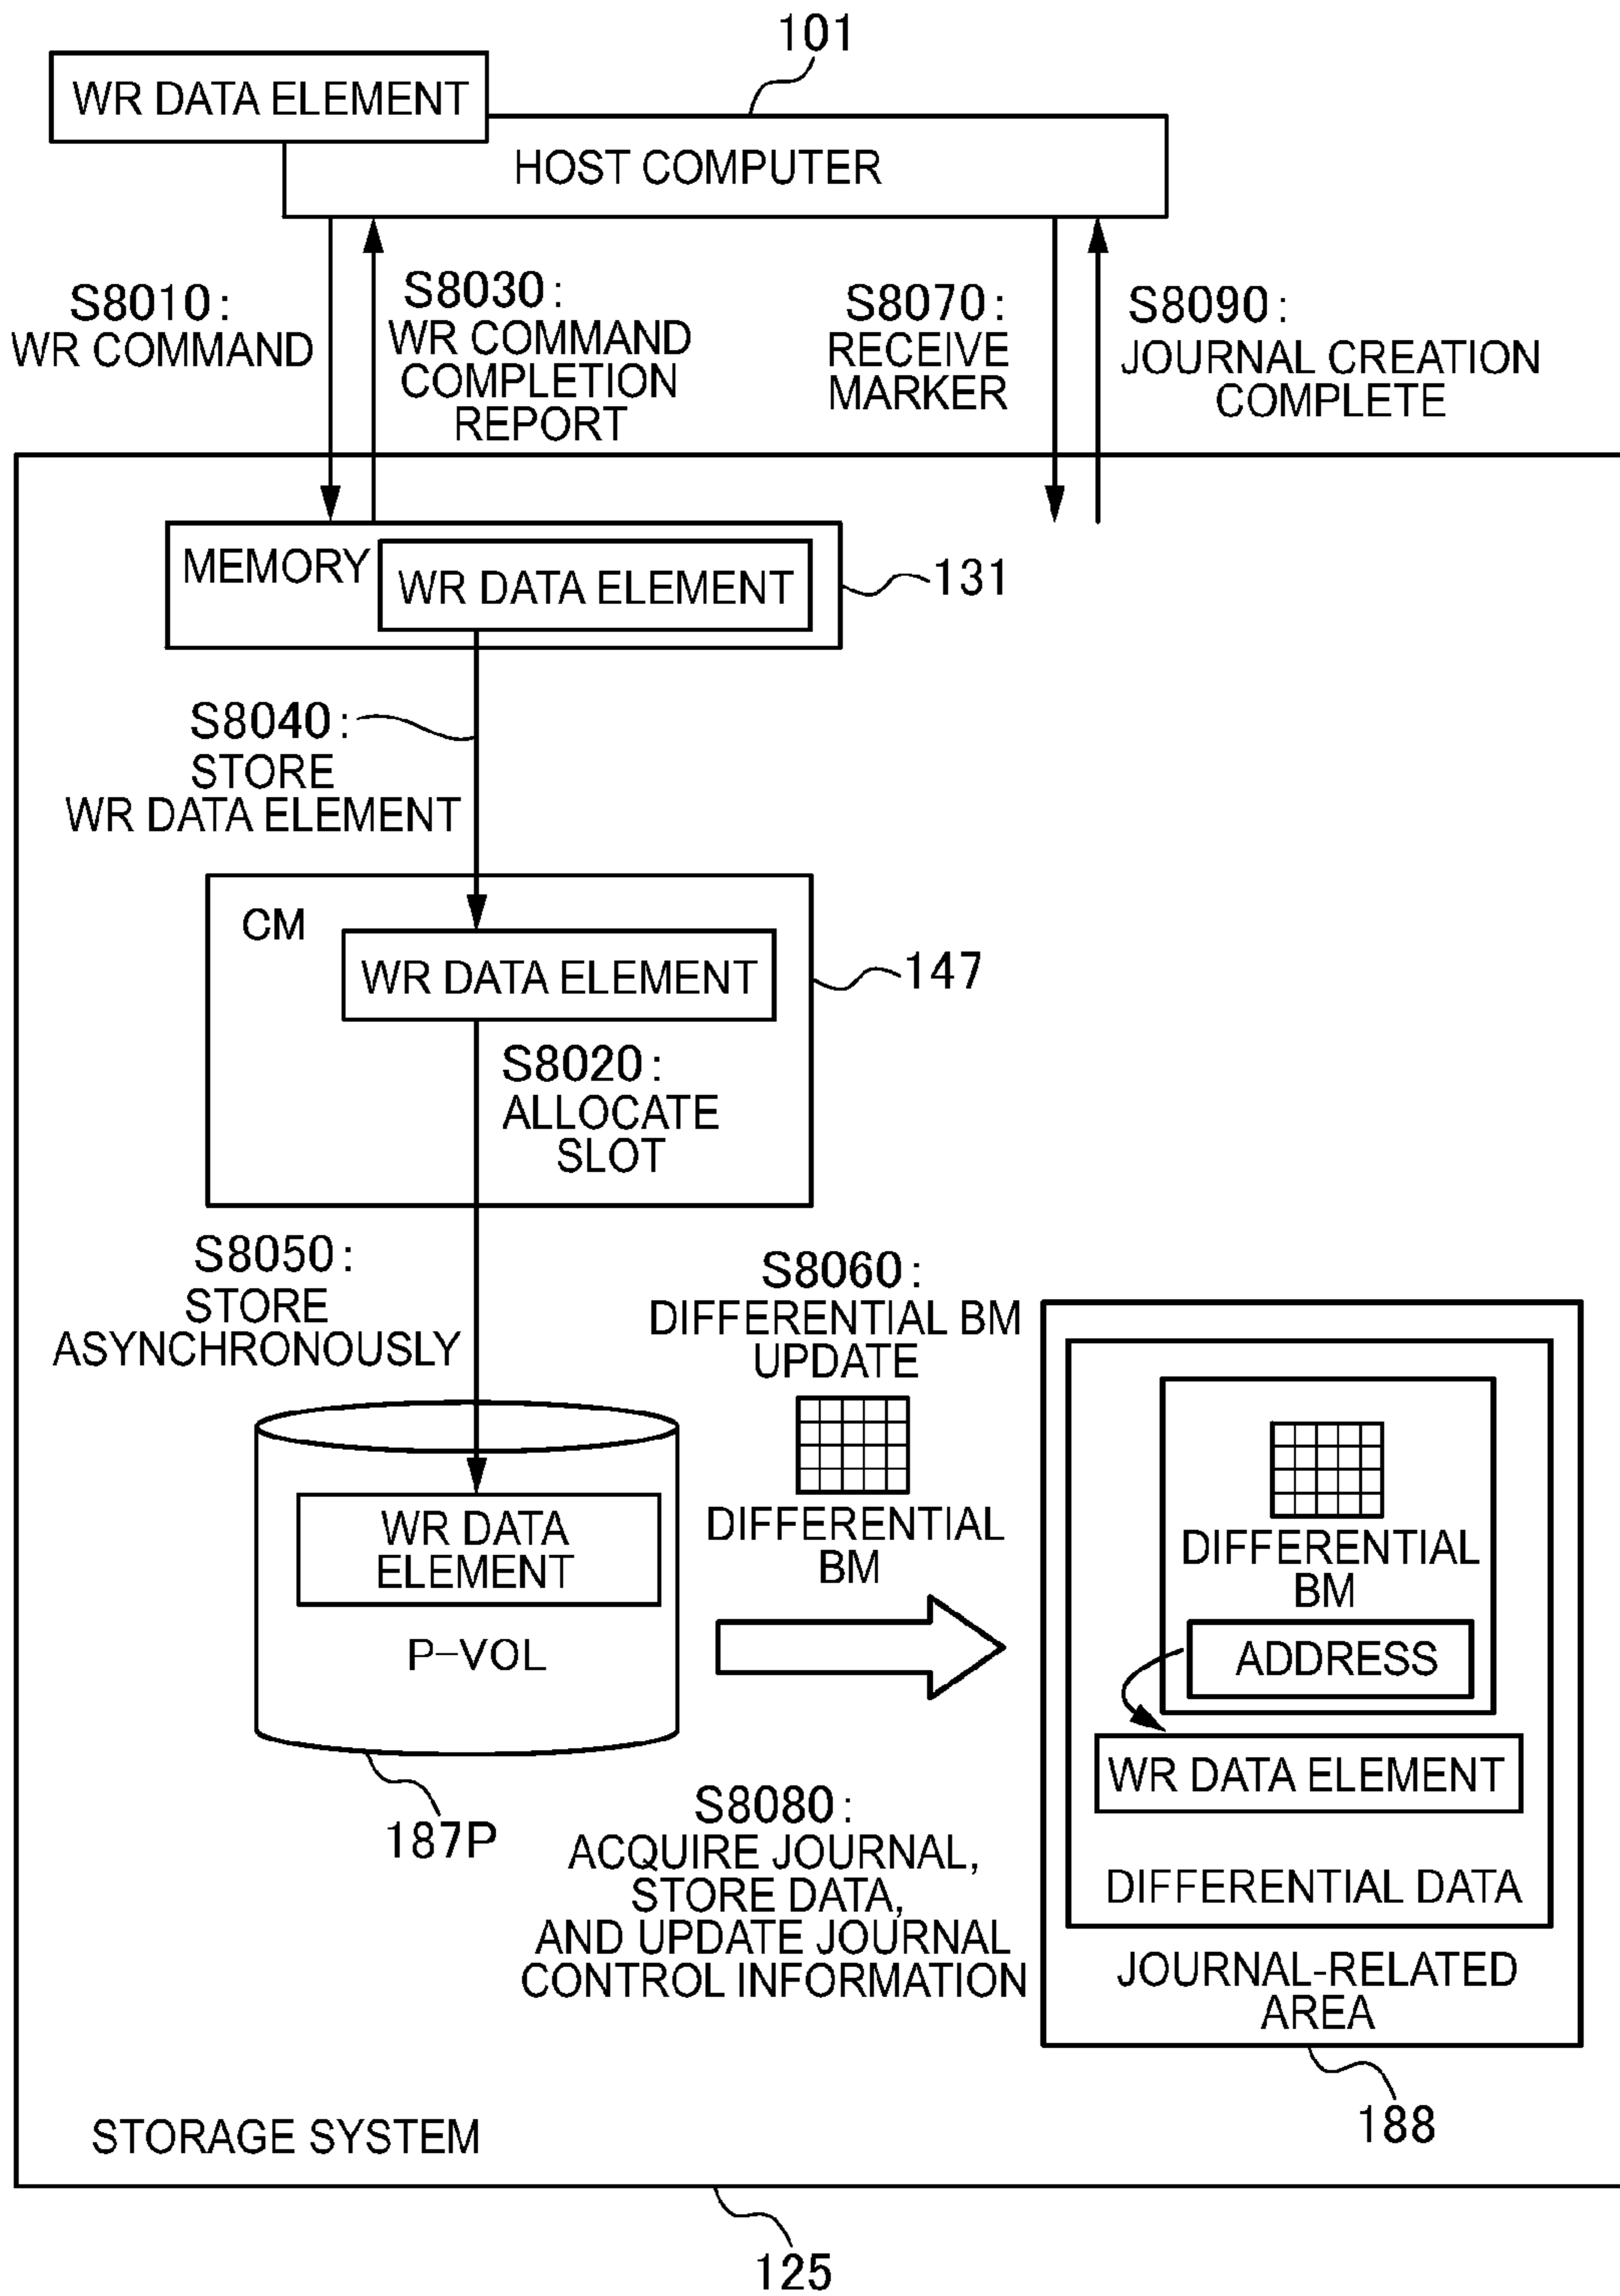 101
WR DATA ELEMENT
HOST COMPUTER
S8010:
WR COMMAND
S8030:
WR COMMAND
COMPLETION
REPORT
S8070:
RECEIVE
MARKER
S8090:
JOURNAL CREATION
COMPLETE
MEMORY
WR DATA ELEMENT
131
S8040:
STORE
WR DATA ELEMENT
CM
WR DATA ELEMENT
147
S8020:
ALLOCATE
SLOT
S8050:
STORE
ASYNCHRONOUSLY
S8060:
DIFFERENTIAL BM
UPDATE
DIFFERENTIAL
BM
WR DATA
ELEMENT
P-VOL
187P
DIFFERENTIAL
BM
ADDRESS
WR DATA ELEMENT
DIFFERENTIAL DATA
JOURNAL-RELATED
AREA
188
S8080:
ACQUIRE JOURNAL,
STORE DATA,
AND UPDATE JOURNAL
CONTROL INFORMATION
STORAGE SYSTEM
125